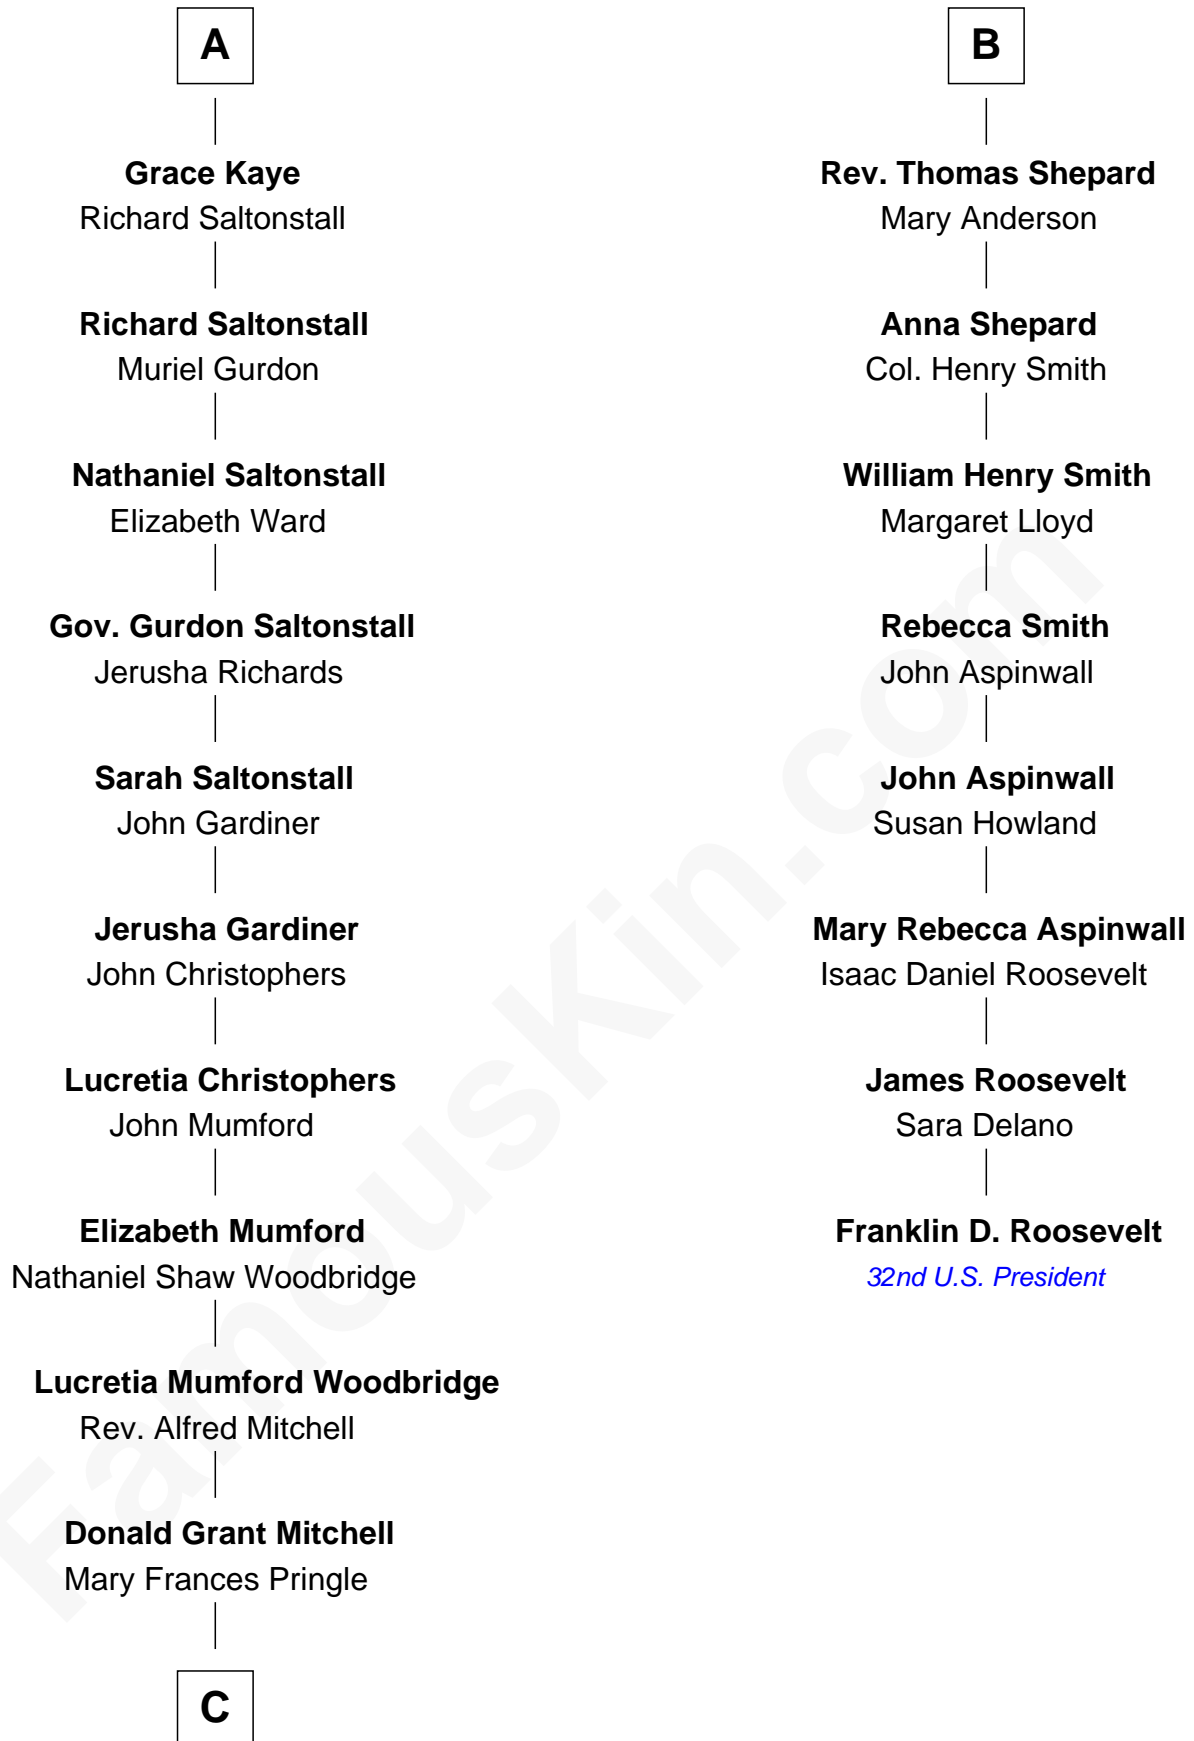 A
Grace Kaye
Richard Saltonstall
Richard Saltonstall
Muriel Gurdon
Nathaniel Saltonstall
Elizabeth Ward
Gov. Gurdon Saltonstall
Jerusha Richards
Sarah Saltonstall
John Gardiner
Jerusha Gardiner
John Christophers
Lucretia Christophers
John Mumford
Elizabeth Mumford
Nathaniel Shaw Woodbridge
Lucretia Mumford Woodbridge
Rev. Alfred Mitchell
Donald Grant Mitchell
Mary Frances Pringle
C
B
Rev. Thomas Shepard
Mary Anderson
Anna Shepard
Col. Henry Smith
William Henry Smith
Margaret Lloyd
Rebecca Smith
John Aspinwall
John Aspinwall
Susan Howland
Mary Rebecca Aspinwall
Isaac Daniel Roosevelt
James Roosevelt
Sara Delano
Franklin D. Roosevelt
32nd U.S. President
FamousKin.com